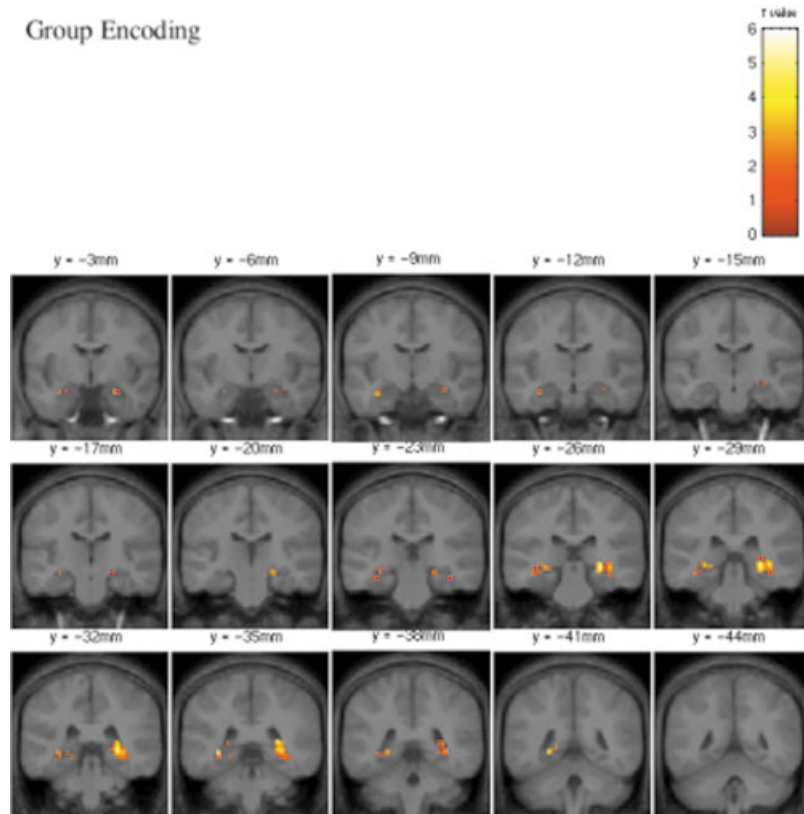 T value
Group Encoding
6
5
4
3
2
1
0
y = -3mm y = -6mm y = -9mm y = -12mm y = -15mm
y = -17mm y = -20mm y = -23mm y = -26mm y = -29mm
y = -32mm y = -35mm y = -38mm y = -41mm y = -44mm